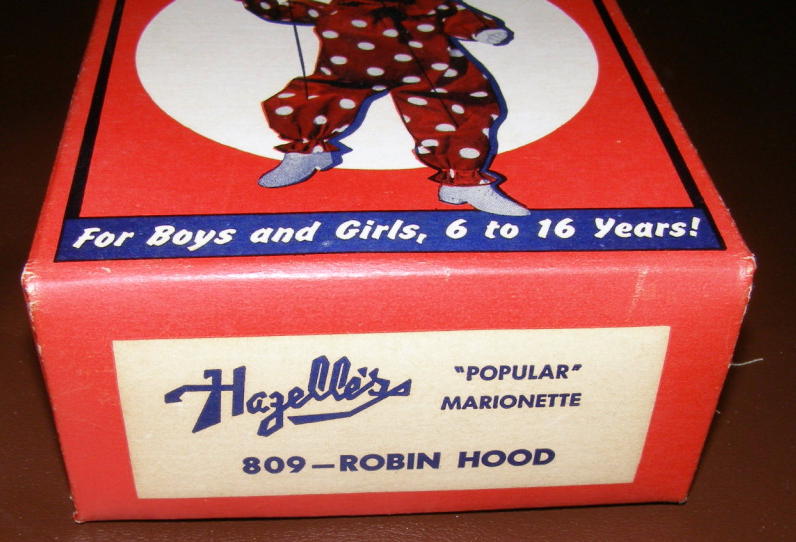 For Boys and Girls, 6 to 16 Years!
Hazelle's
"POPULAR"
MARIONETTE
809—ROBIN HOOD